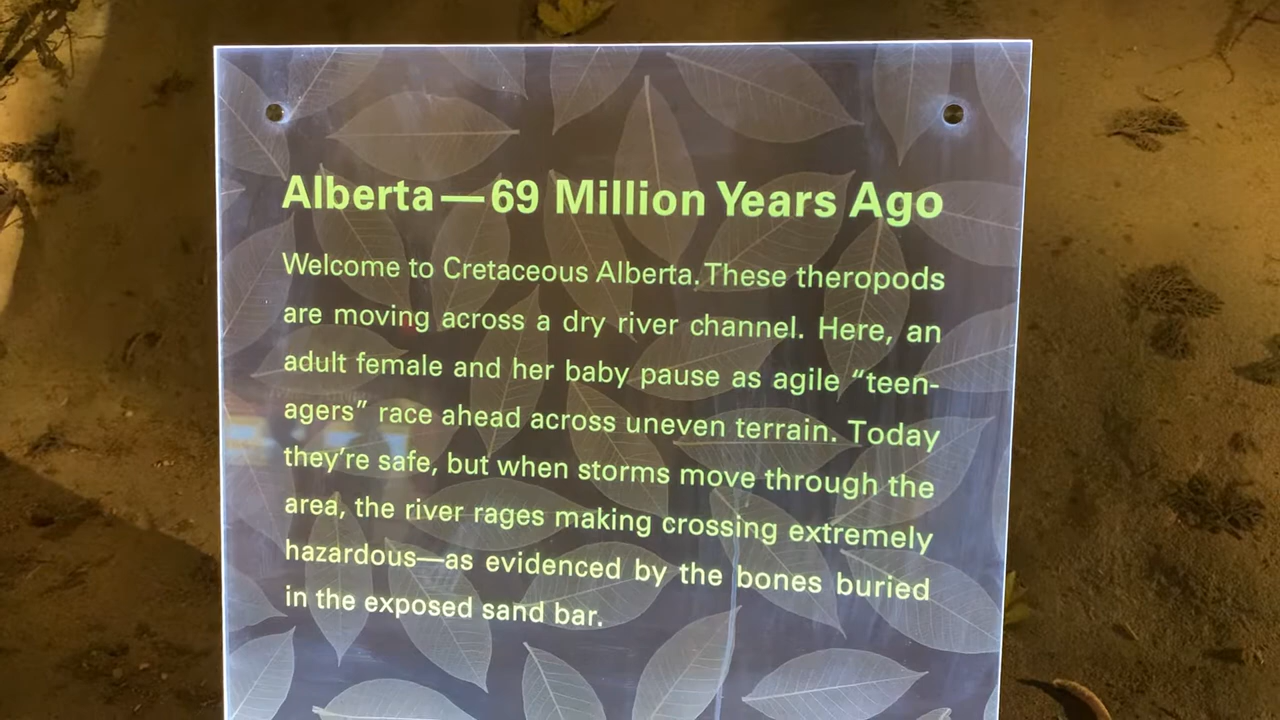 Alberta—69 Million Years Ago
Welcome to Cretaceous Alberta. These theropods
are moving across a dry river channel. Here, an
adult female and her baby pause as agile “teen-
agers” race ahead across uneven terrain. Today
they’re safe, but when storms move through the
area, the river rages making crossing extremely
hazardous—as evidenced by the bones buried
in the exposed sand bar.